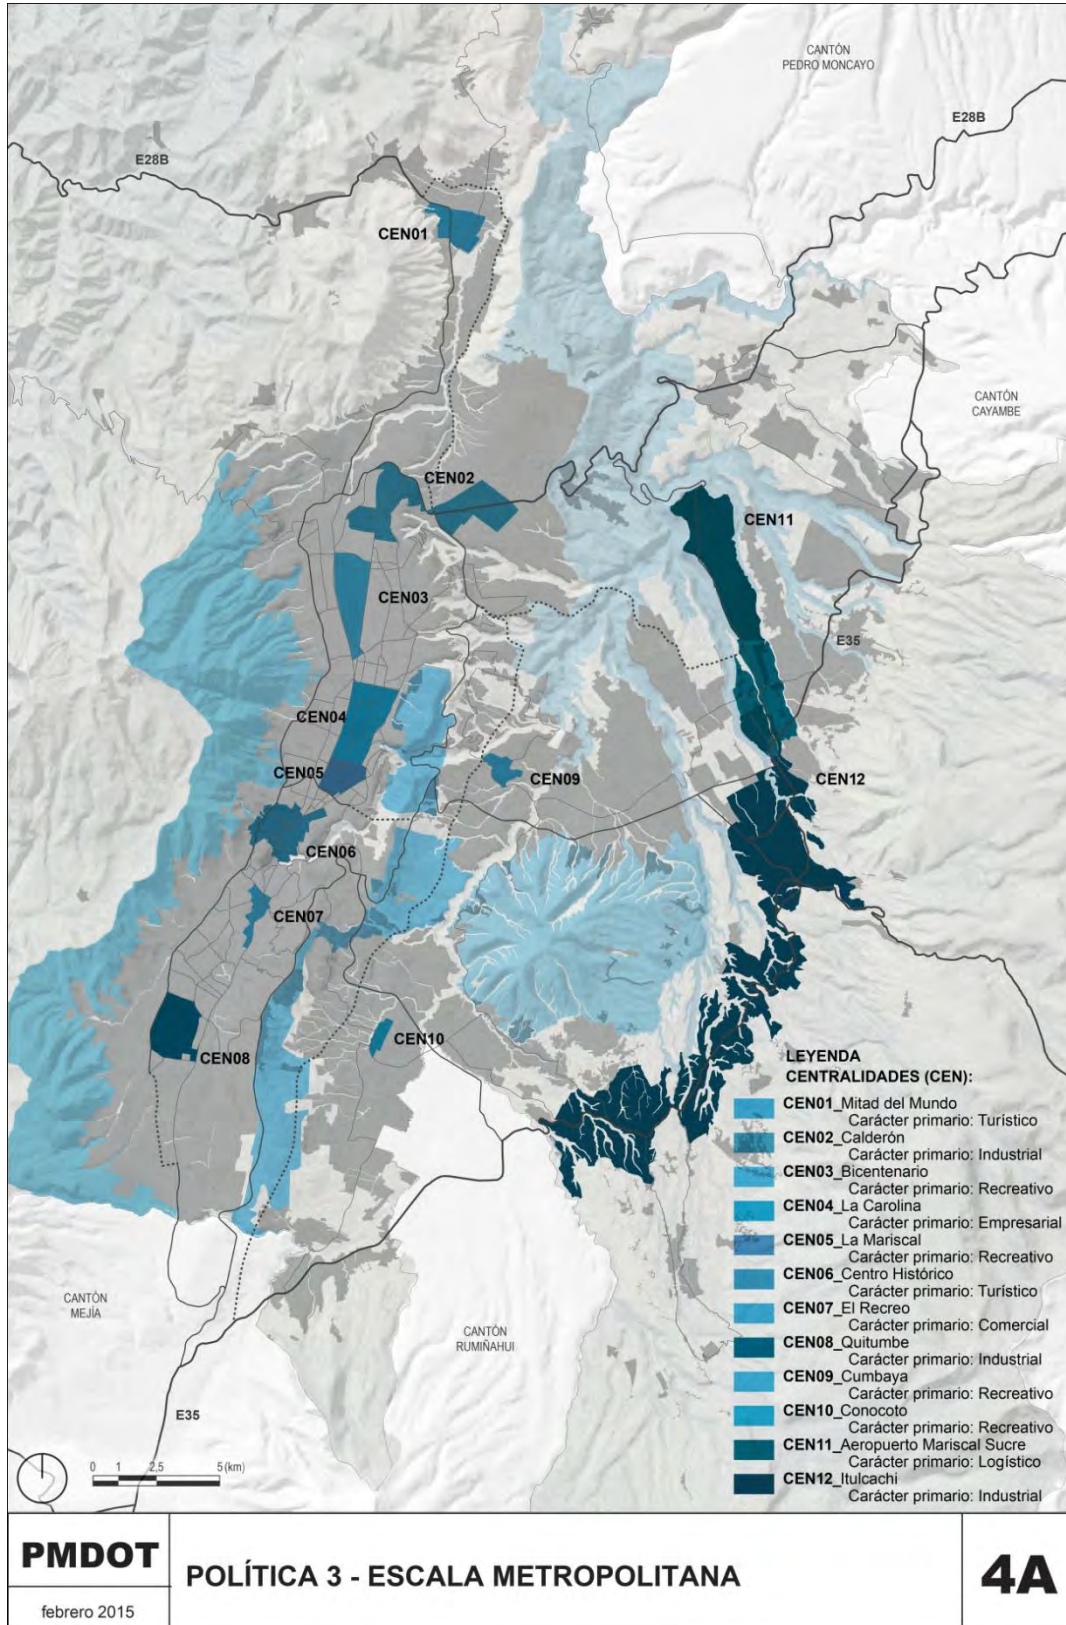 CANTÓN
PEDRO MONCAYO
E28B
E28B
CEN01
CANTÓN
CAYAMBE
CEN02
CEN11
CEN03
E35
CEN04
CEN05
CEN09
CEN12
CEN06
CEN07
CEN10
CEN08
LEYENDA
CENTRALIDADES (CEN):
CEN01_Mitad del Mundo
Carácter primario: Turístico
CEN02_Calderón
Carácter primario: Industrial
CEN03_Bicentenario
Carácter primario: Recreativo
CEN04_La Carolina
Carácter primario: Empresarial
CEN05_La Mariscal
Carácter primario: Recreativo
CEN06_Centro Histórico
Carácter primario: Turístico
CEN07_El Recreo
Carácter primario: Comercial
CEN08_Quitumbe
Carácter primario: Industrial
CEN09_Cumbaya
Carácter primario: Recreativo
CEN10_Conocoto
Carácter primario: Recreativo
CEN11_Aeropuerto Mariscal Sucre
Carácter primario: Logístico
CEN12_Itulcachi
Carácter primario: Industrial
CANTÓN
MEJÍA
CANTÓN
RUMIÑAHUI
E35
0 1 2,5 5 (km)
PMDOT
febrero 2015
POLÍTICA 3 - ESCALA METROPOLITANA
4A